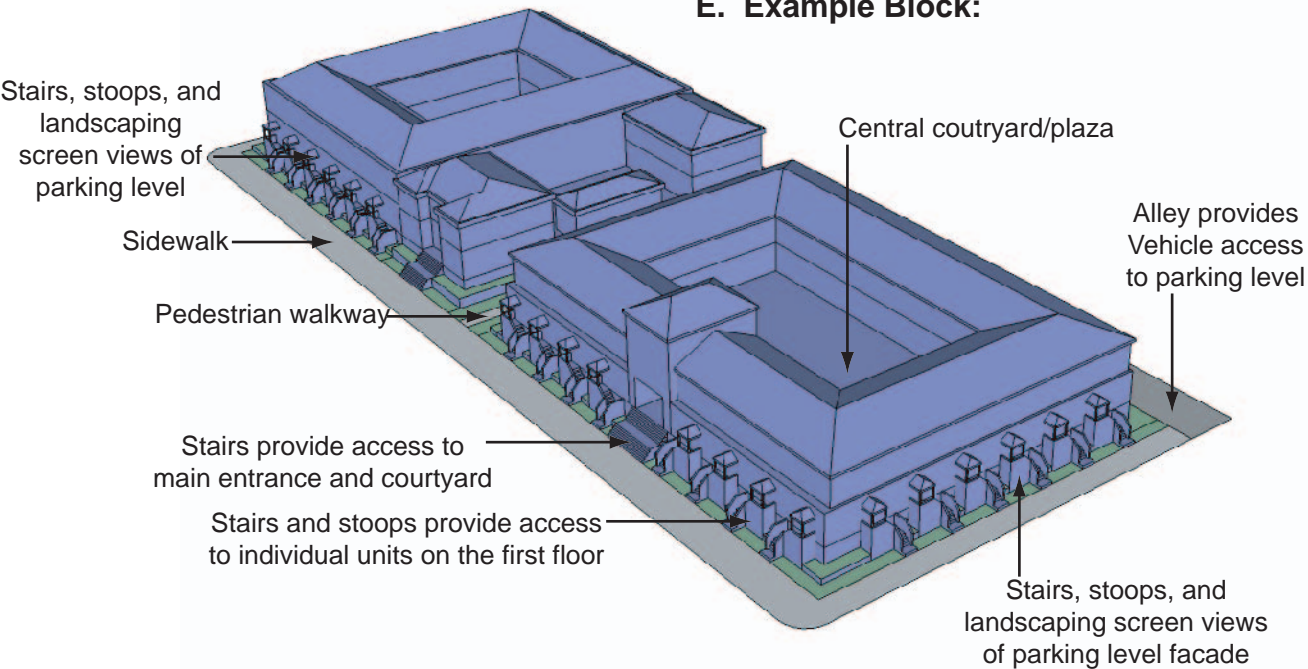 E. Example Block:
Stairs, stoops, and
landscaping
screen views of
parking level
Sidewalk
Pedestrian walkway
Stairs provide access to
main entrance and courtyard
Stairs and stoops provide access
to individual units on the first floor
Central coutryard/plaza
Alley provides
Vehicle access
to parking level
Stairs, stoops, and
landscaping screen views
of parking level facade